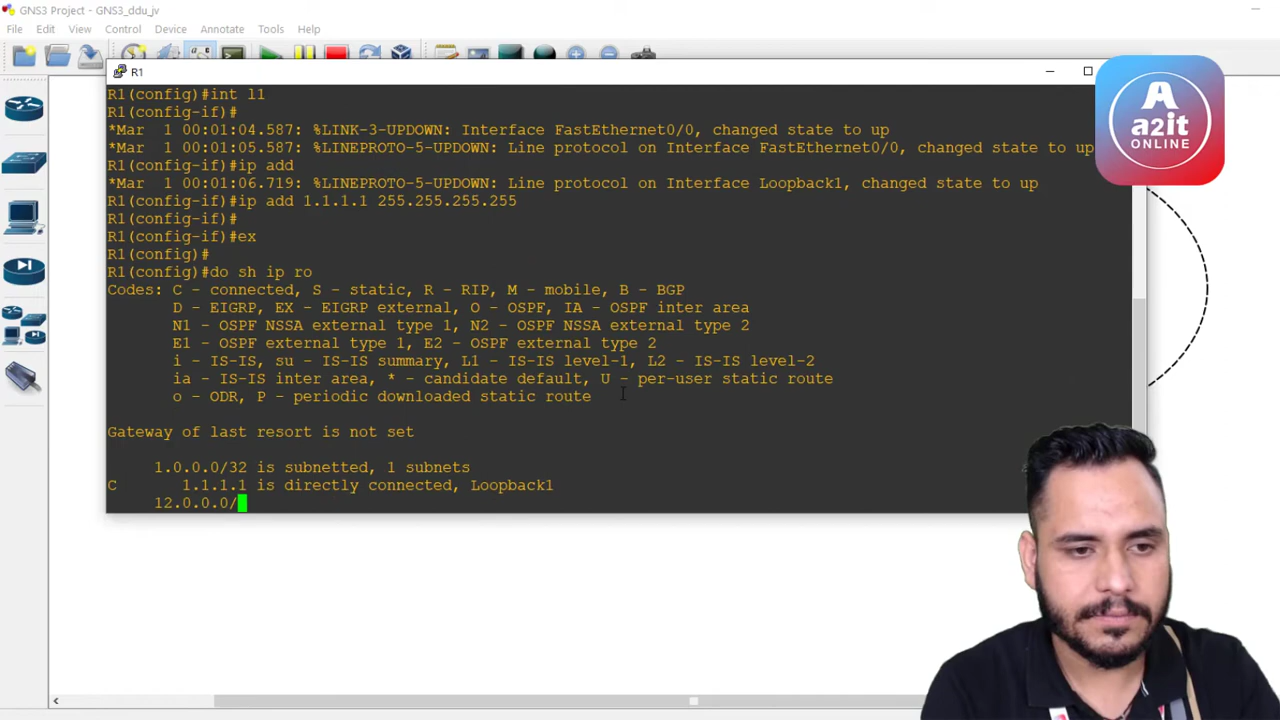 GNS3 Project - GNS3_ddu_jv
File Edit View Control Device Annotate Tools Help
R1
R1(config)#int l1
R1(config-if)#
*Mar  1 00:01:04.587: %LINK-3-UPDOWN: Interface FastEthernet0/0, changed state to up
*Mar  1 00:01:05.587: %LINEPROTO-5-UPDOWN: Line protocol on Interface FastEthernet0/0, changed state to up
R1(config-if)#ip add
*Mar  1 00:01:06.719: %LINEPROTO-5-UPDOWN: Line protocol on Interface Loopback1, changed state to up
R1(config-if)#ip add 1.1.1.1 255.255.255.255
R1(config-if)#
R1(config-if)#ex
R1(config)#
R1(config)#do sh ip ro
Codes: C - connected, S - static, R - RIP, M - mobile, B - BGP
D - EIGRP, EX - EIGRP external, O - OSPF, IA - OSPF inter area
N1 - OSPF NSSA external type 1, N2 - OSPF NSSA external type 2
E1 - OSPF external type 1, E2 - OSPF external type 2
i - IS-IS, su - IS-IS summary, L1 - IS-IS level-1, L2 - IS-IS level-2
ia - IS-IS inter area, * - candidate default, U - per-user static route
o - ODR, P - periodic downloaded static route
Gateway of last resort is not set
1.0.0.0/32 is subnetted, 1 subnets
C 1.1.1.1 is directly connected, Loopback1
12.0.0.0/
A
a2it
ONLINE